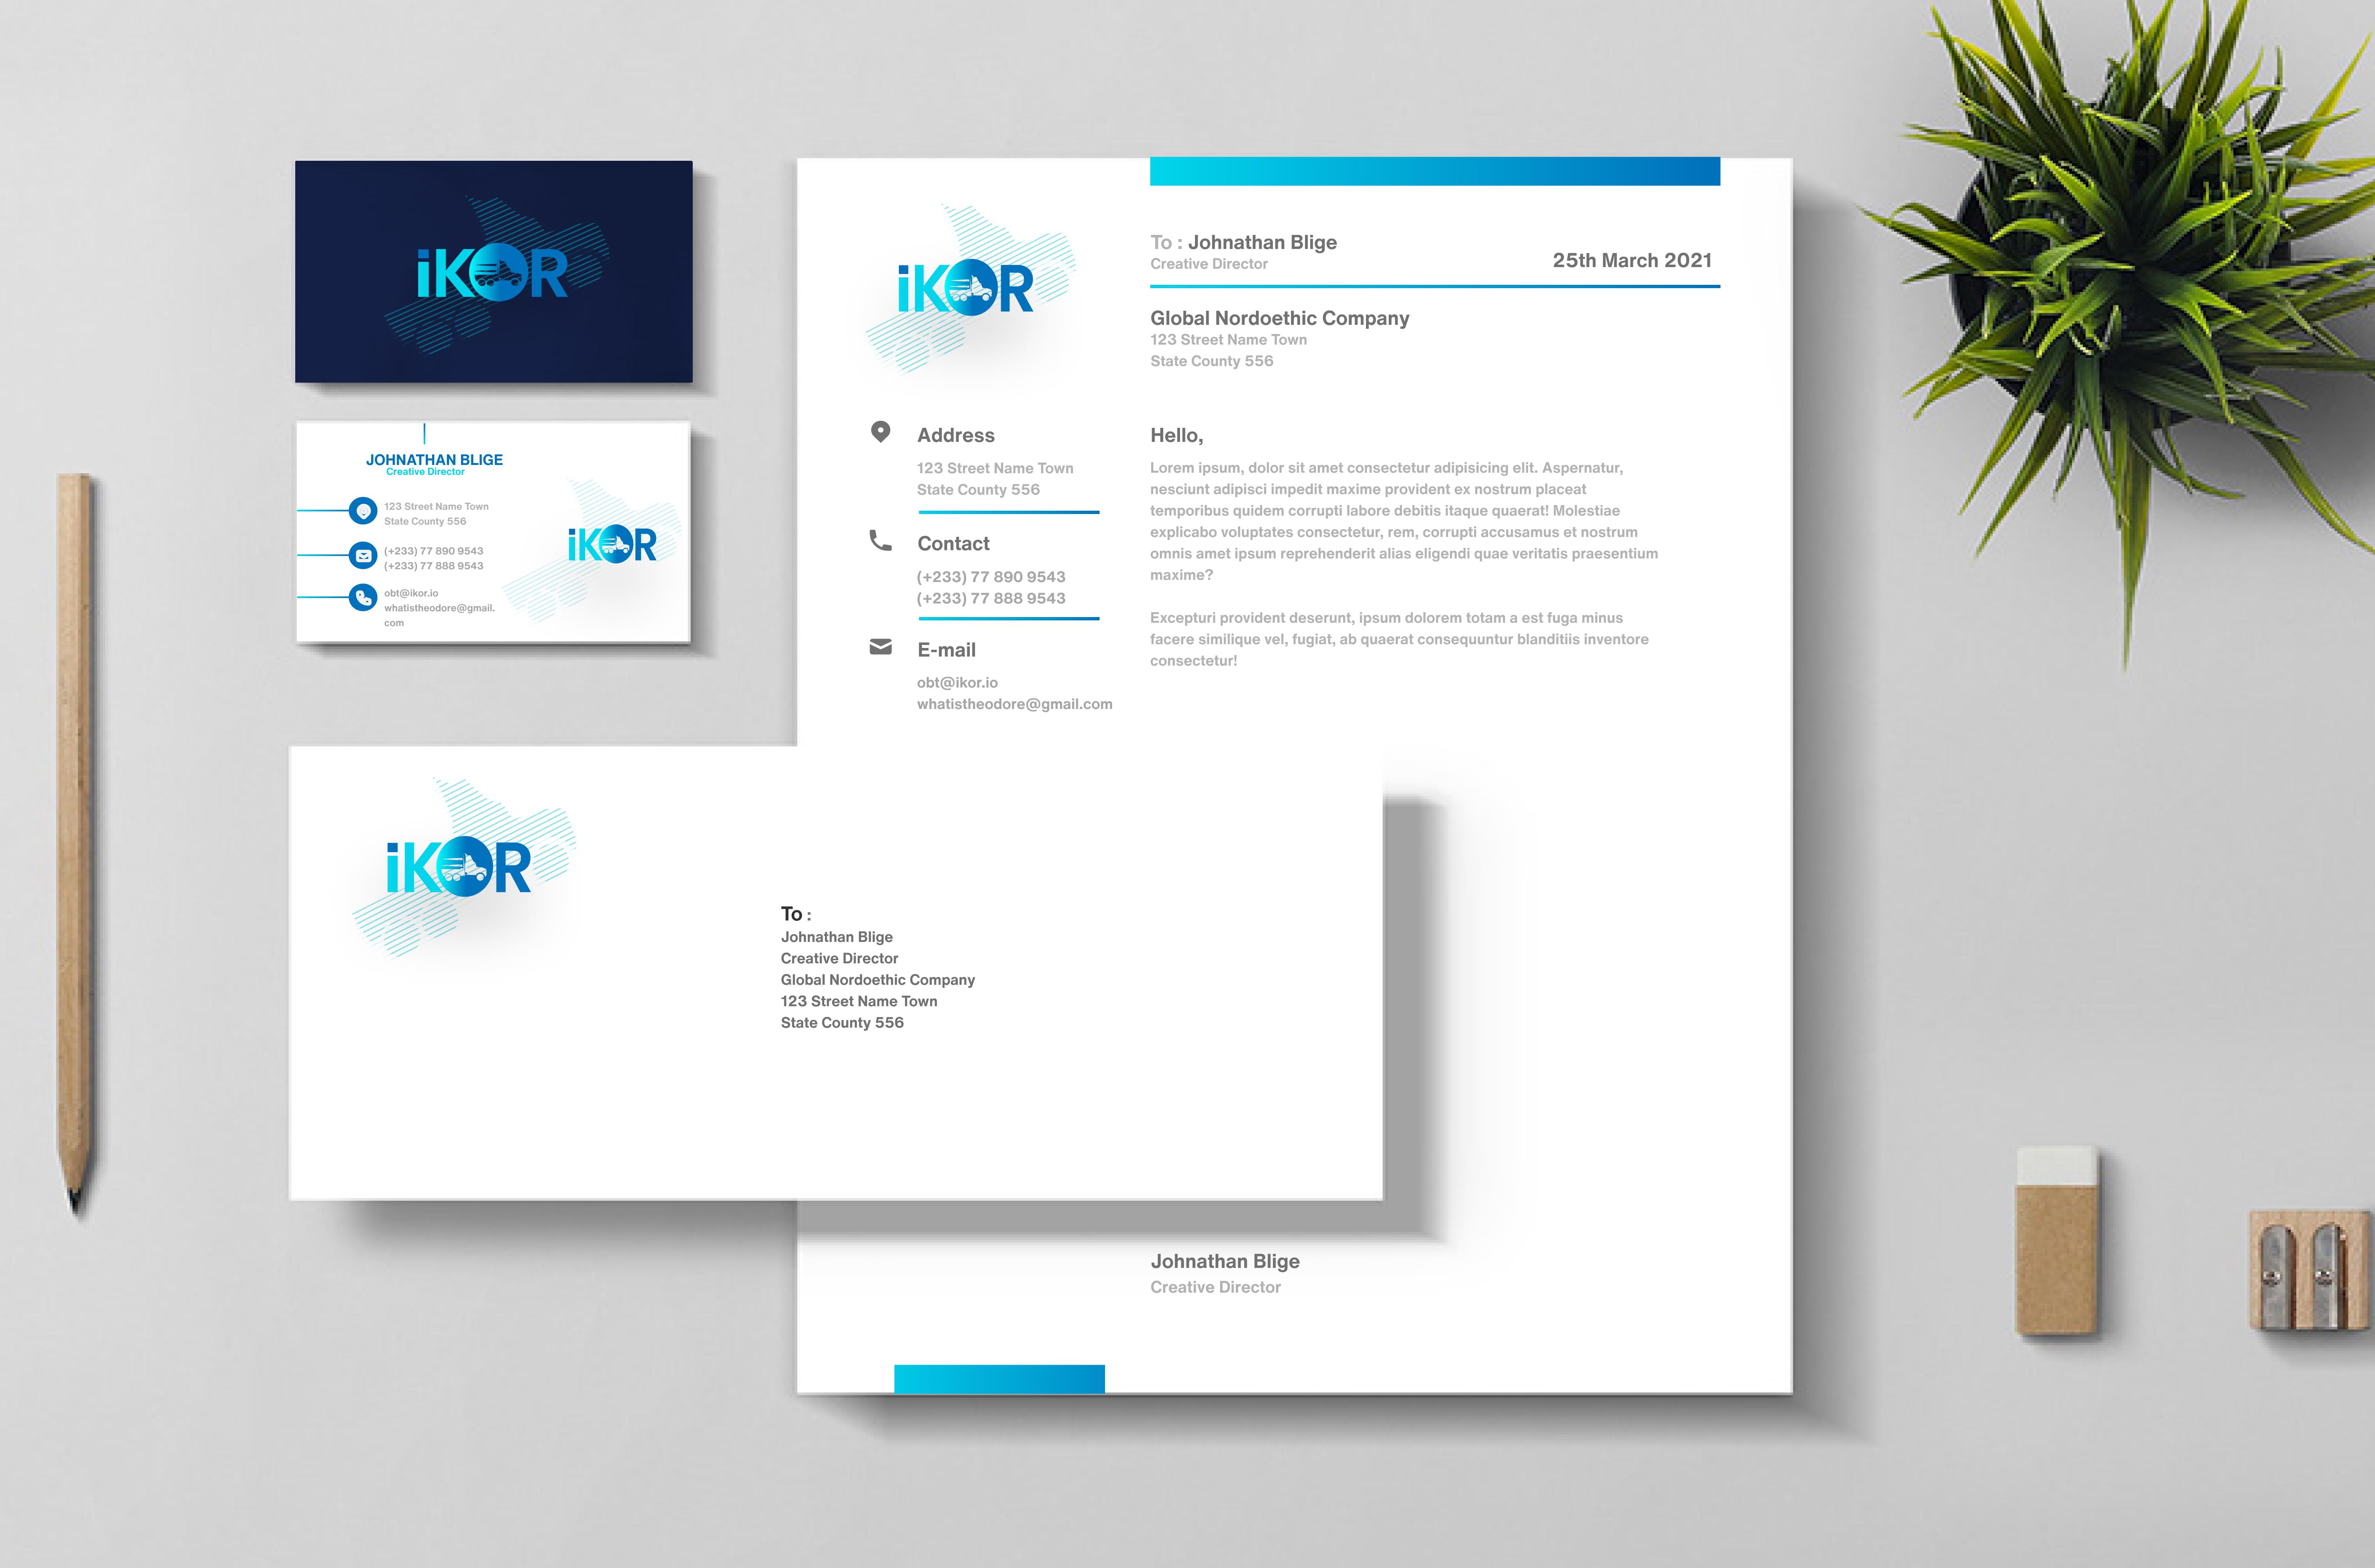 iKOR
JOHNATHAN BLIGE
Creative Director
123 Street Name Town
State County 556
(+233) 77 890 9543
(+233) 77 888 9543
obt@ikor.io
whatistheodore@gmail.
com
iKOR
iKOR
To : Johnathan Blige
Creative Director
25th March 2021
Global Nordoethic Company
123 Street Name Town
State County 556
Address
123 Street Name Town
State County 556
Contact
(+233) 77 890 9543
(+233) 77 888 9543
E-mail
obt@ikor.io
whatistheodore@gmail.com
Hello,
Lorem ipsum, dolor sit amet consectetur adipisicing elit. Aspernatur,
nesciunt adipisci impedit maxime provident ex nostrum placeat
temporibus quidem corrupti labore debitis itaque quaerat! Molestiae
explicabo voluptates consectetur, rem, corrupti accusamus et nostrum
omnis amet ipsum reprehenderit alias eligendi quae veritatis praesentium
maxime?
Excepturi provident deserunt, ipsum dolorem totam a est fuga minus
facere similique vel, fugiat, ab quaerat consequuntur blanditiis inventore
consectetur!
Johnathan Blige
Creative Director
iKOR
To :
Johnathan Blige
Creative Director
Global Nordoethic Company
123 Street Name Town
State County 556